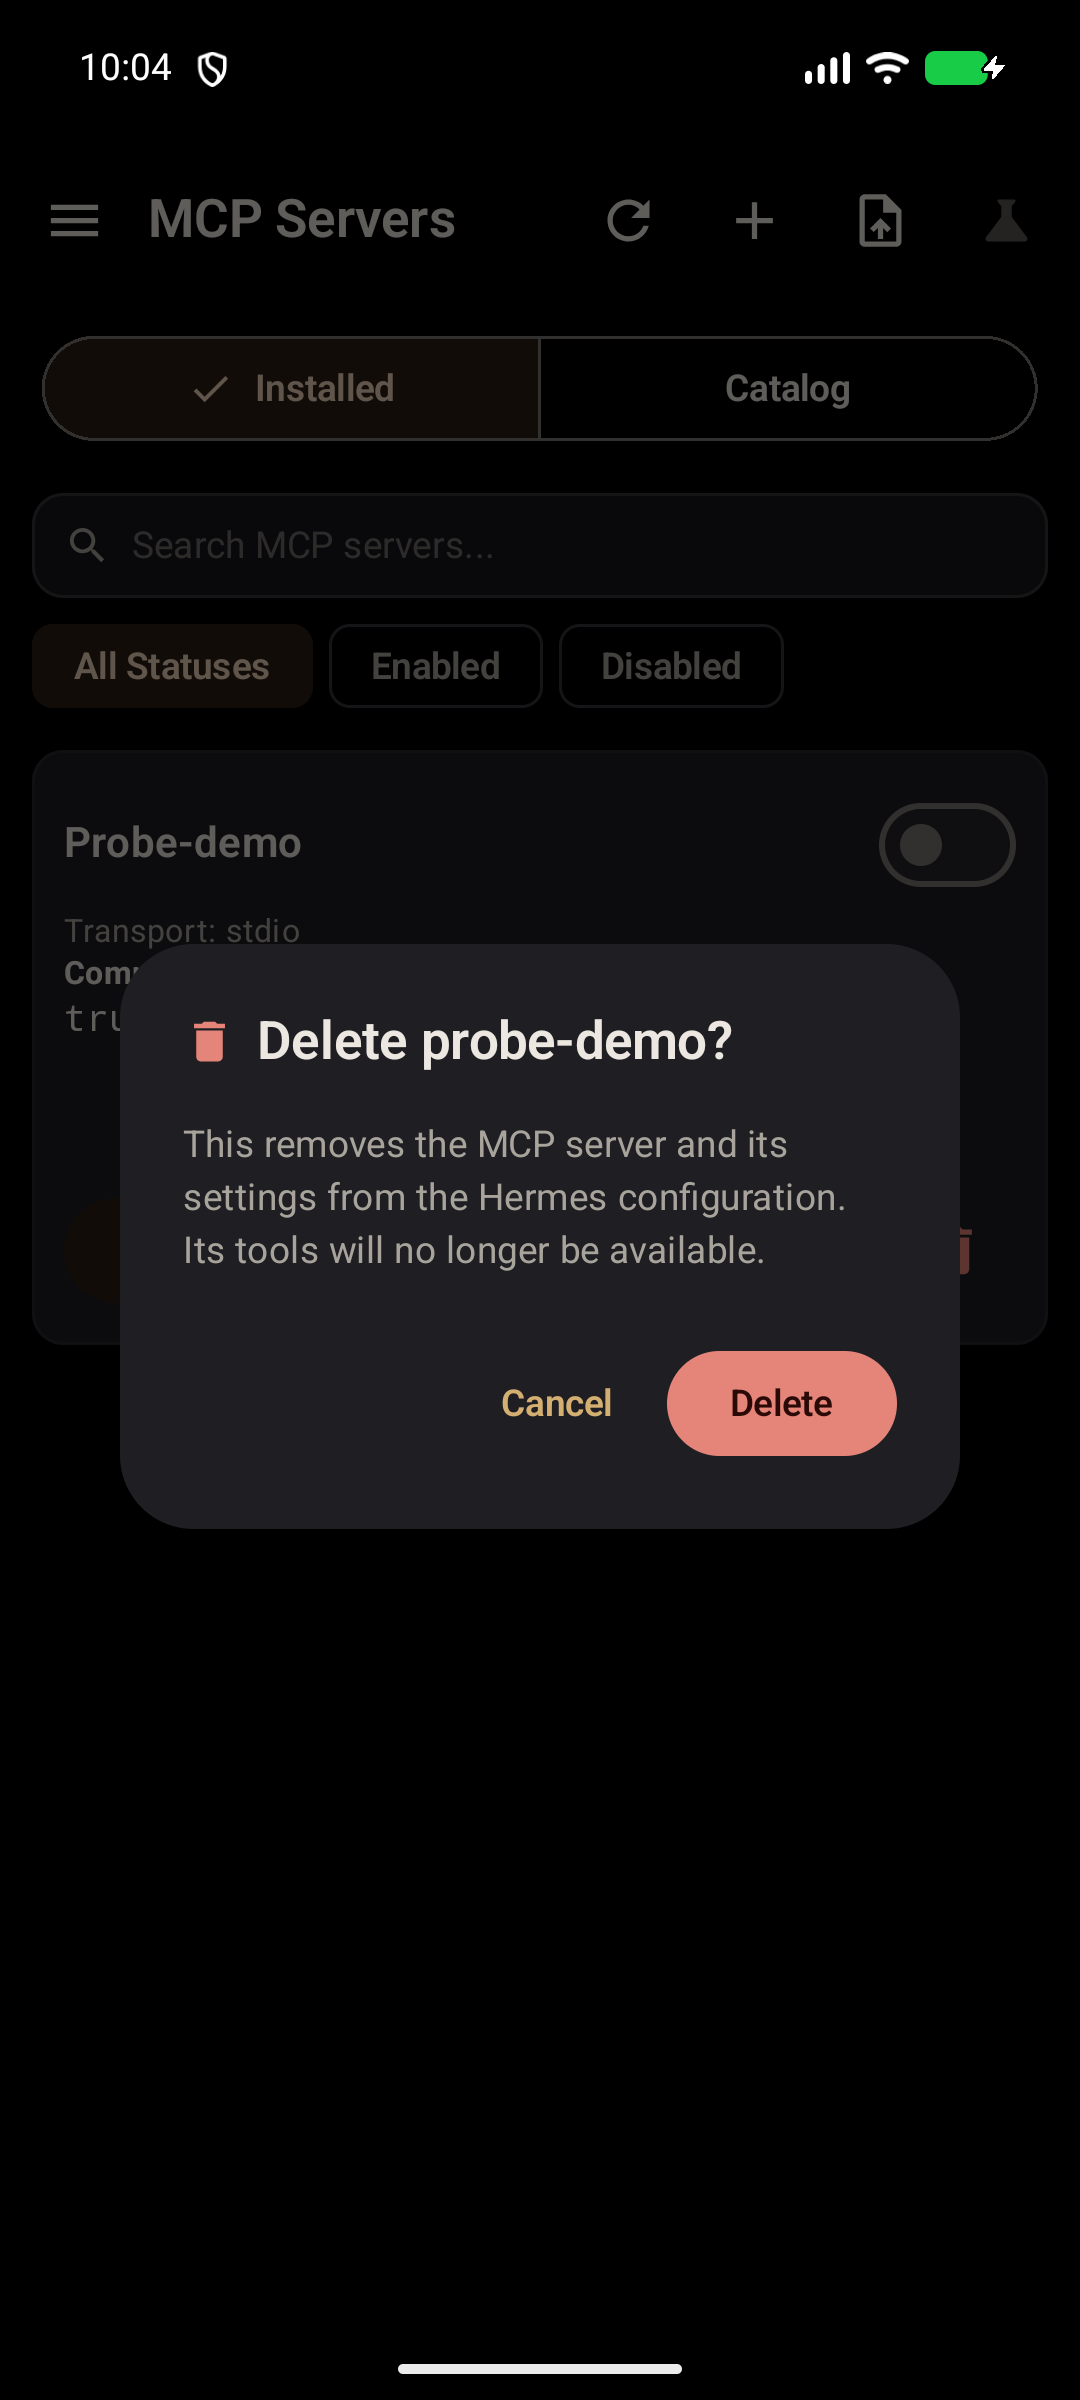 10:04
MCP Servers
Installed
Catalog
Search MCP servers...
All Statuses
Enabled
Disabled
Probe-demo
Transport: stdio
Delete probe-demo?
This removes the MCP server and its
settings from the Hermes configuration.
Its tools will no longer be available.
Cancel
Delete